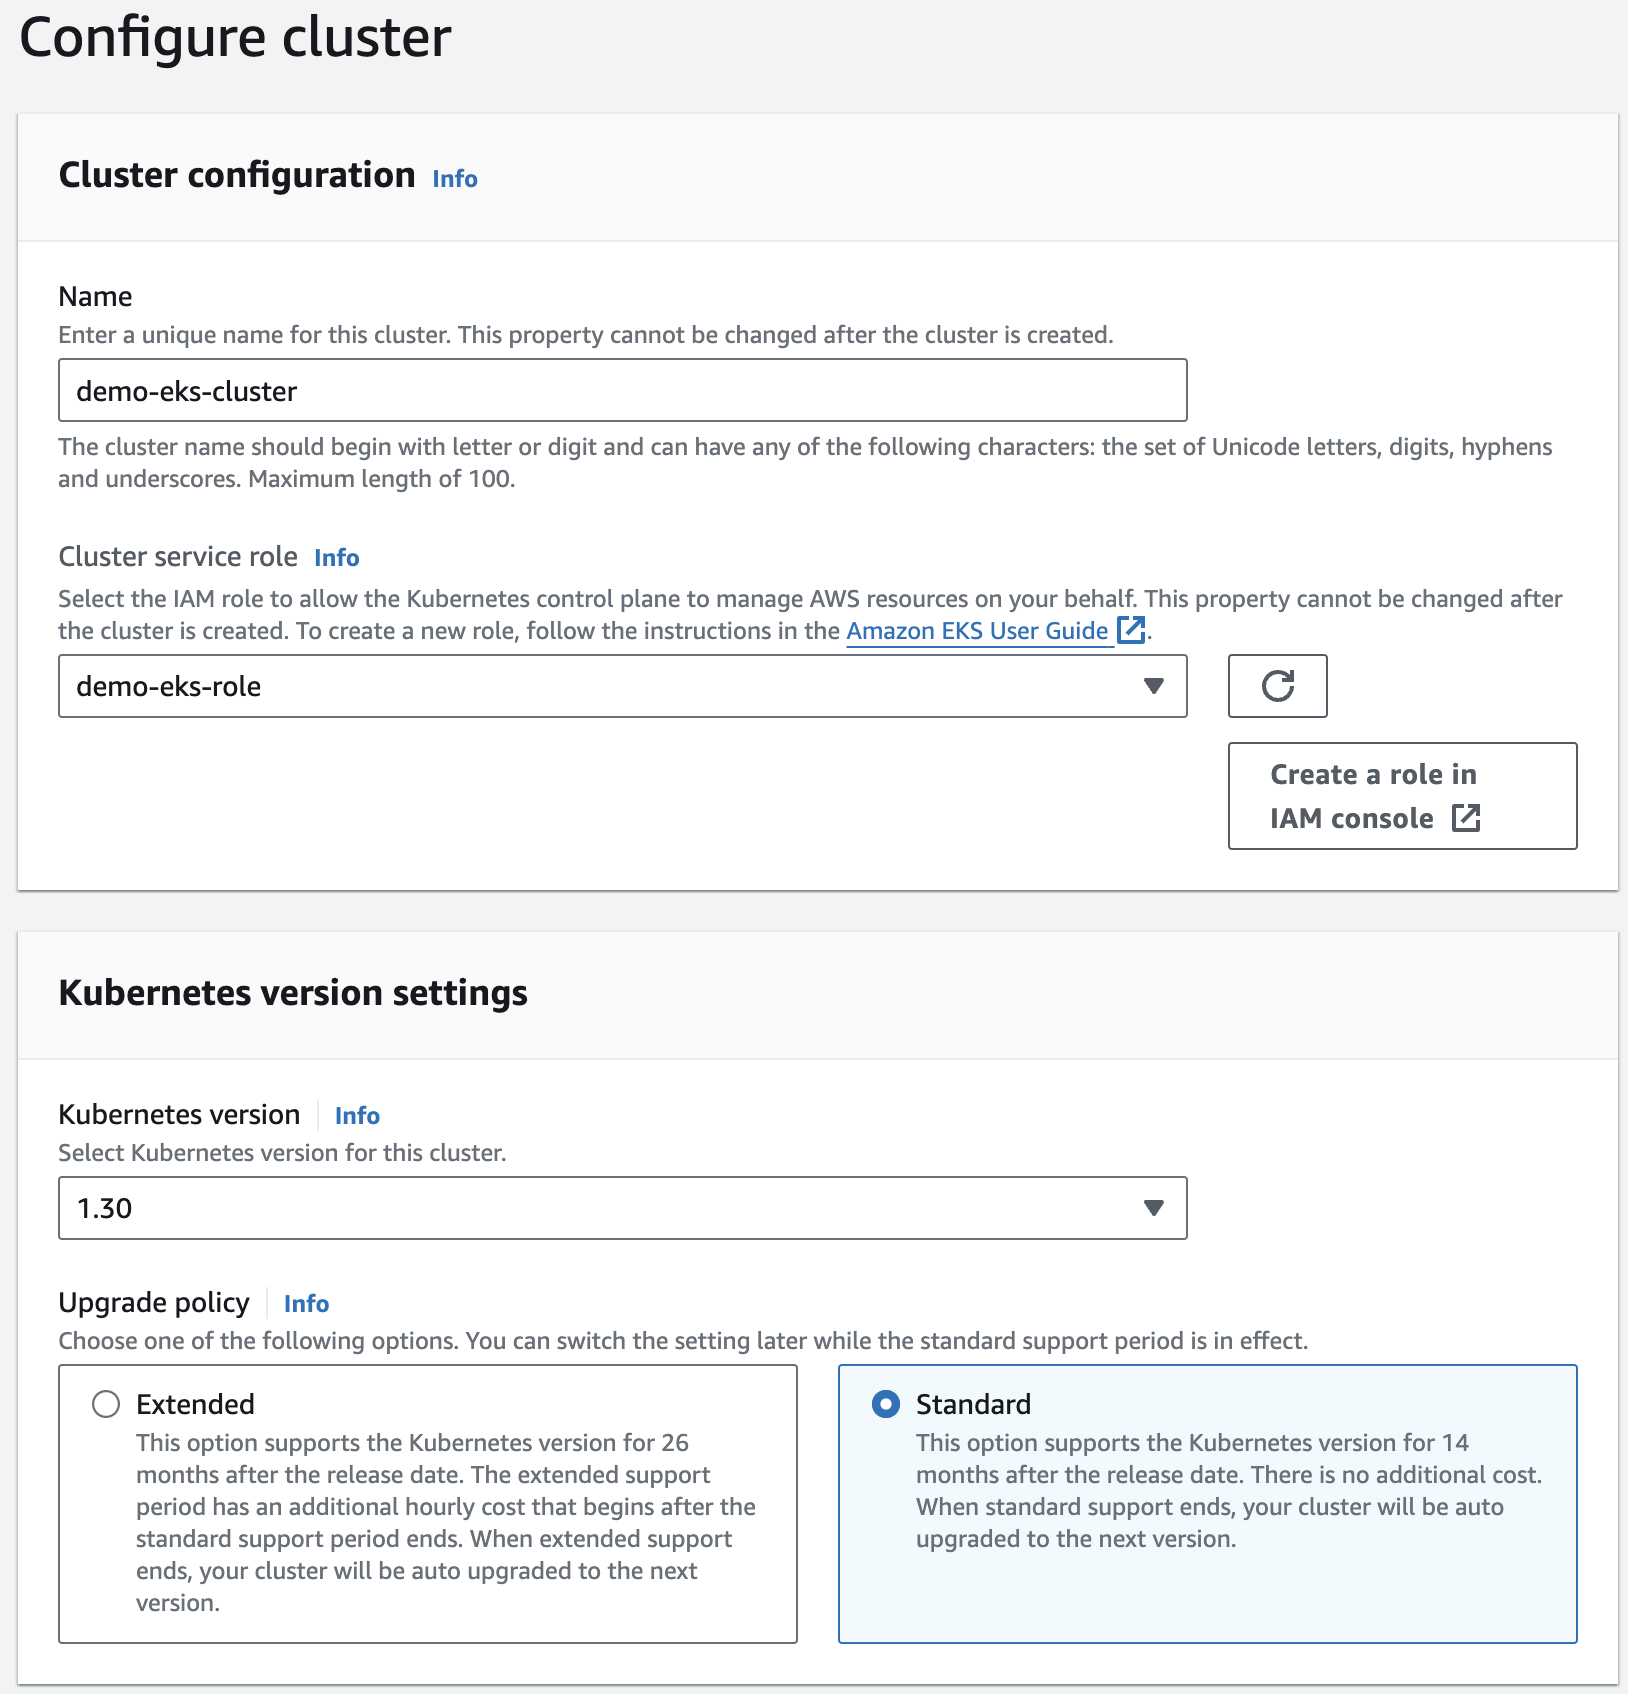 Configure cluster
Cluster configuration Info
Name
Enter a unique name for this cluster. This property cannot be changed after the cluster is created.
demo-eks-cluster
The cluster name should begin with letter or digit and can have any of the following characters: the set of Unicode letters, digits, hyphens
and underscores. Maximum length of 100.
Cluster service role Info
Select the IAM role to allow the Kubernetes control plane to manage AWS resources on your behalf. This property cannot be changed after
the cluster is created. To create a new role, follow the instructions in the Amazon EKS User Guide.
demo-eks-role
Create a role in
IAM console
Kubernetes version settings
Kubernetes version Info
Select Kubernetes version for this cluster.
1.30
Upgrade policy Info
Choose one of the following options. You can switch the setting later while the standard support period is in effect.
Extended
This option supports the Kubernetes version for 26
months after the release date. The extended support
period has an additional hourly cost that begins after the
standard support period ends. When extended support
ends, your cluster will be auto upgraded to the next
version.
Standard
This option supports the Kubernetes version for 14
months after the release date. There is no additional cost.
When standard support ends, your cluster will be auto
upgraded to the next version.